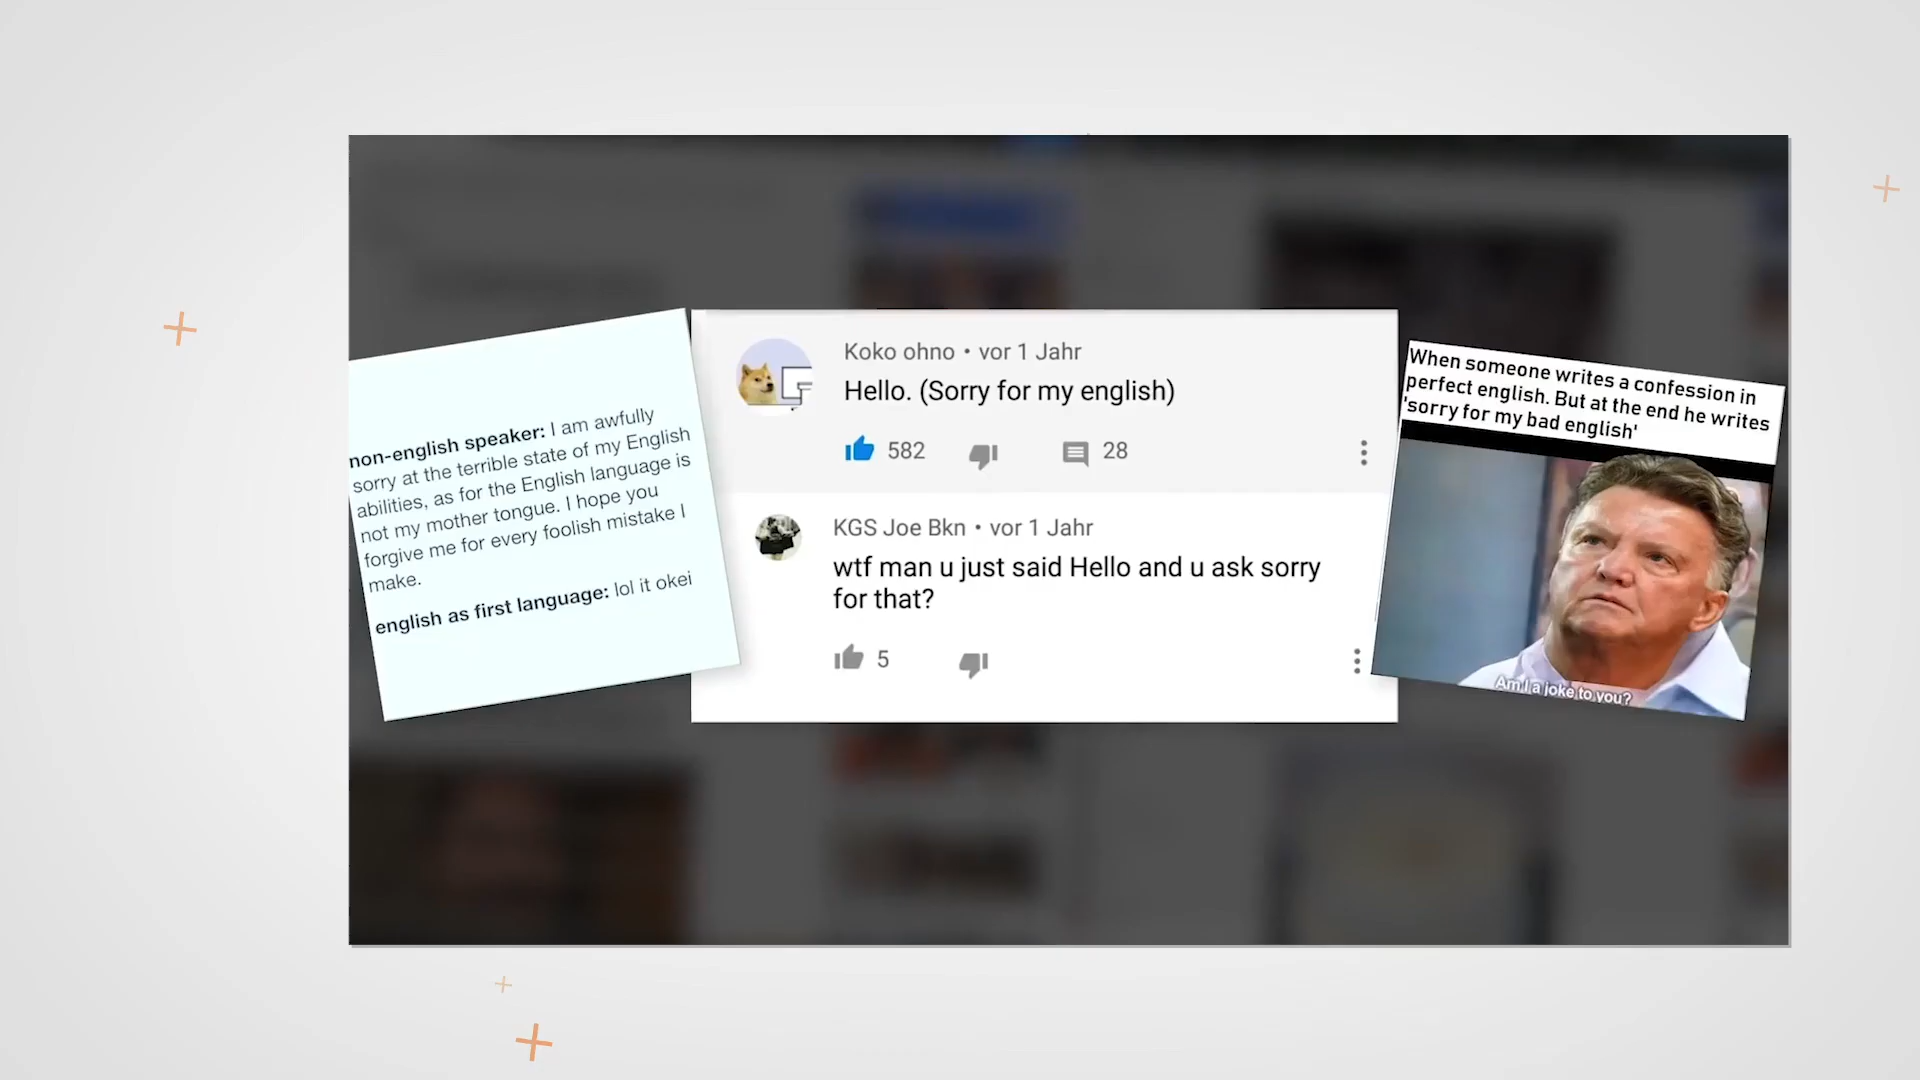 non-english speaker: I am awfully
sorry at the terrible state of my English
abilities, as for the English language is
not my mother tongue. I hope you
forgive me for every foolish mistake I
make.
english as first language: lol it okei
Koko ohno • vor 1 Jahr
Hello. (Sorry for my english)
582
28
KGS Joe Bkn • vor 1 Jahr
wtf man u just said Hello and u ask sorry
for that?
5
When someone writes a confession in
perfect english. But at the end he writes
'sorry for my bad english'
Am I a joke to you?